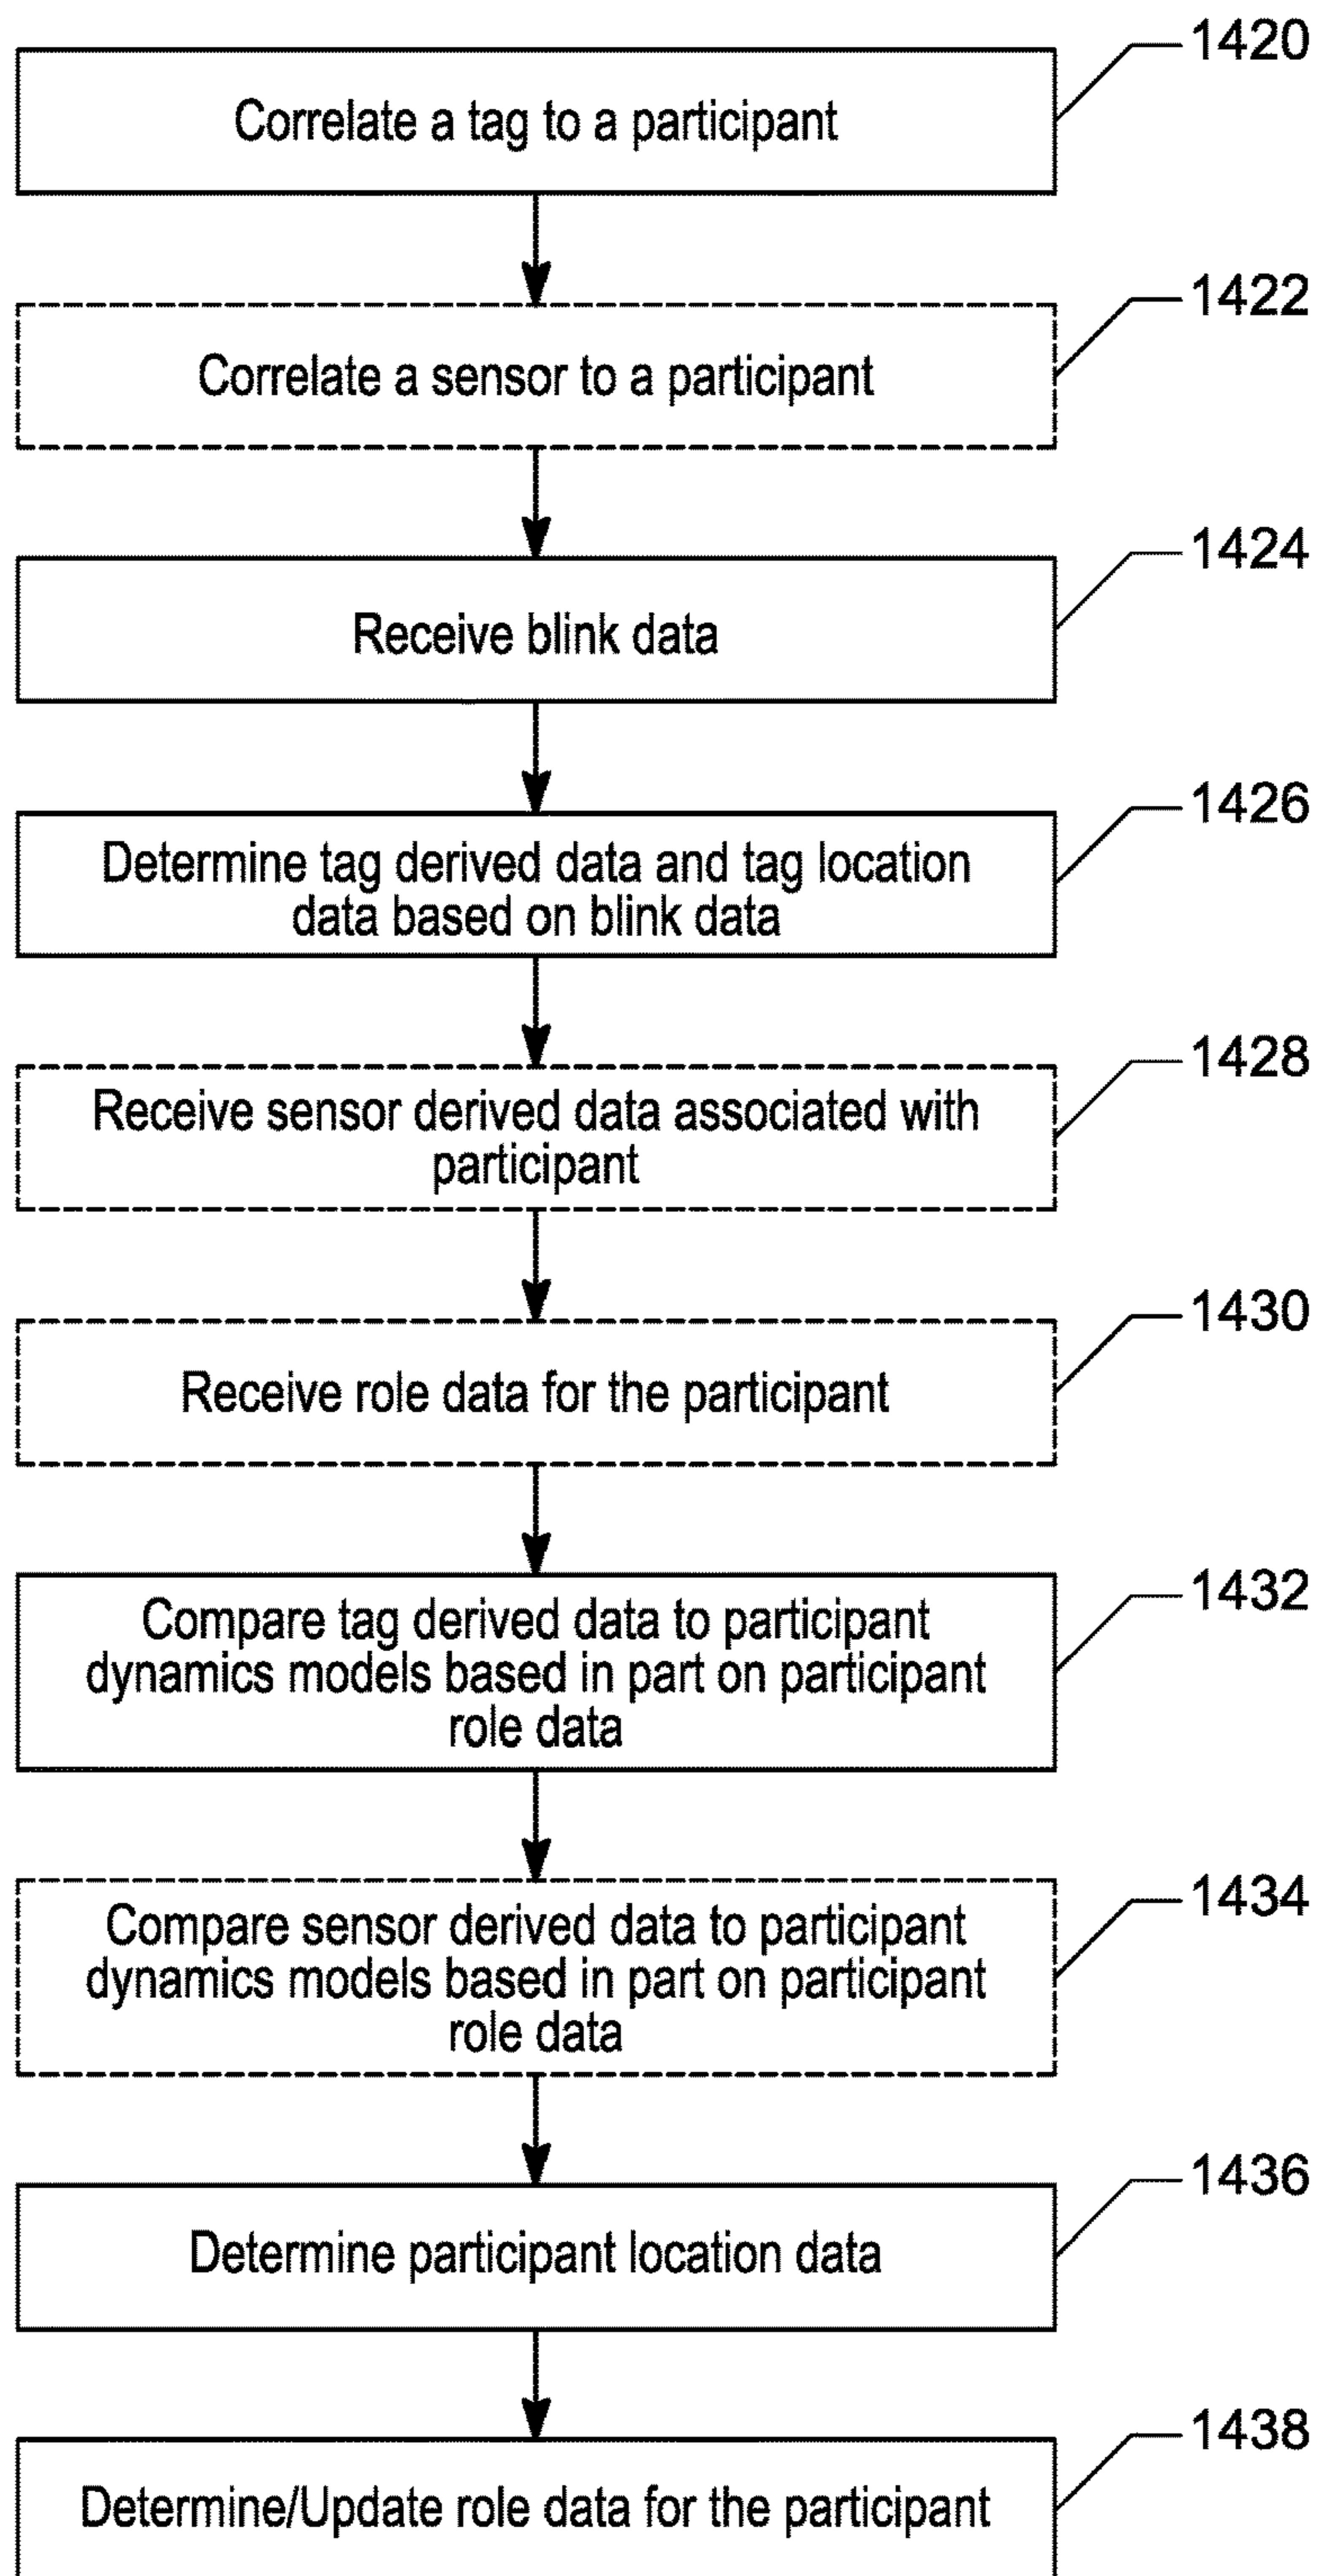 1420
Correlate a tag to a participant
1422
Correlate a sensor to a participant
1424
Receive blink data
1426
Determine tag derived data and tag location
data based on blink data
1428
Receive sensor derived data associated with
participant
1430
Receive role data for the participant
1432
Compare tag derived data to participant
dynamics models based in part on participant
role data
1434
Compare sensor derived data to participant
dynamics models based in part on participant
role data
1436
Determine participant location data
1438
Determine/Update role data for the participant